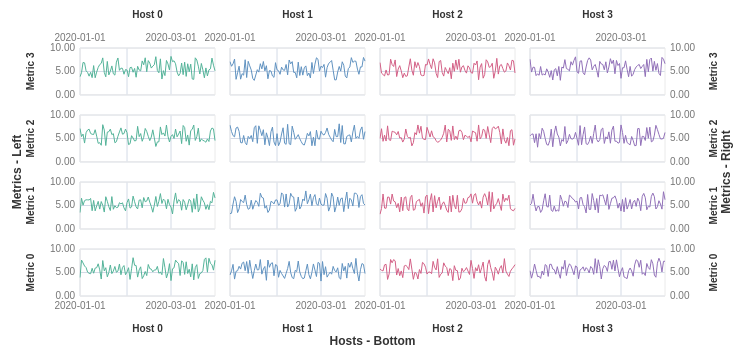 Host 0 Host 1 Host 2 Host 3
2020-01-01 2020-03-01 2020-01-01 2020-03-01 2020-01-01 2020-03-01 2020-01-01 2020-03-01
10.00 10.00
Metric 3 5.00 5.00 Metric 3
0.00 0.00
10.00 10.00
Metric 2 5.00 5.00 Metric 2
0.00 0.00
Metrics - Left Metrics - Right
10.00 10.00
Metric 1 5.00 5.00 Metric 1
0.00 0.00
10.00 10.00
Metric 0 5.00 5.00 Metric 0
0.00 0.00
2020-01-01 2020-03-01 2020-01-01 2020-03-01 2020-01-01 2020-03-01 2020-01-01 2020-03-01
Host 0 Host 1 Host 2 Host 3
Hosts - Bottom